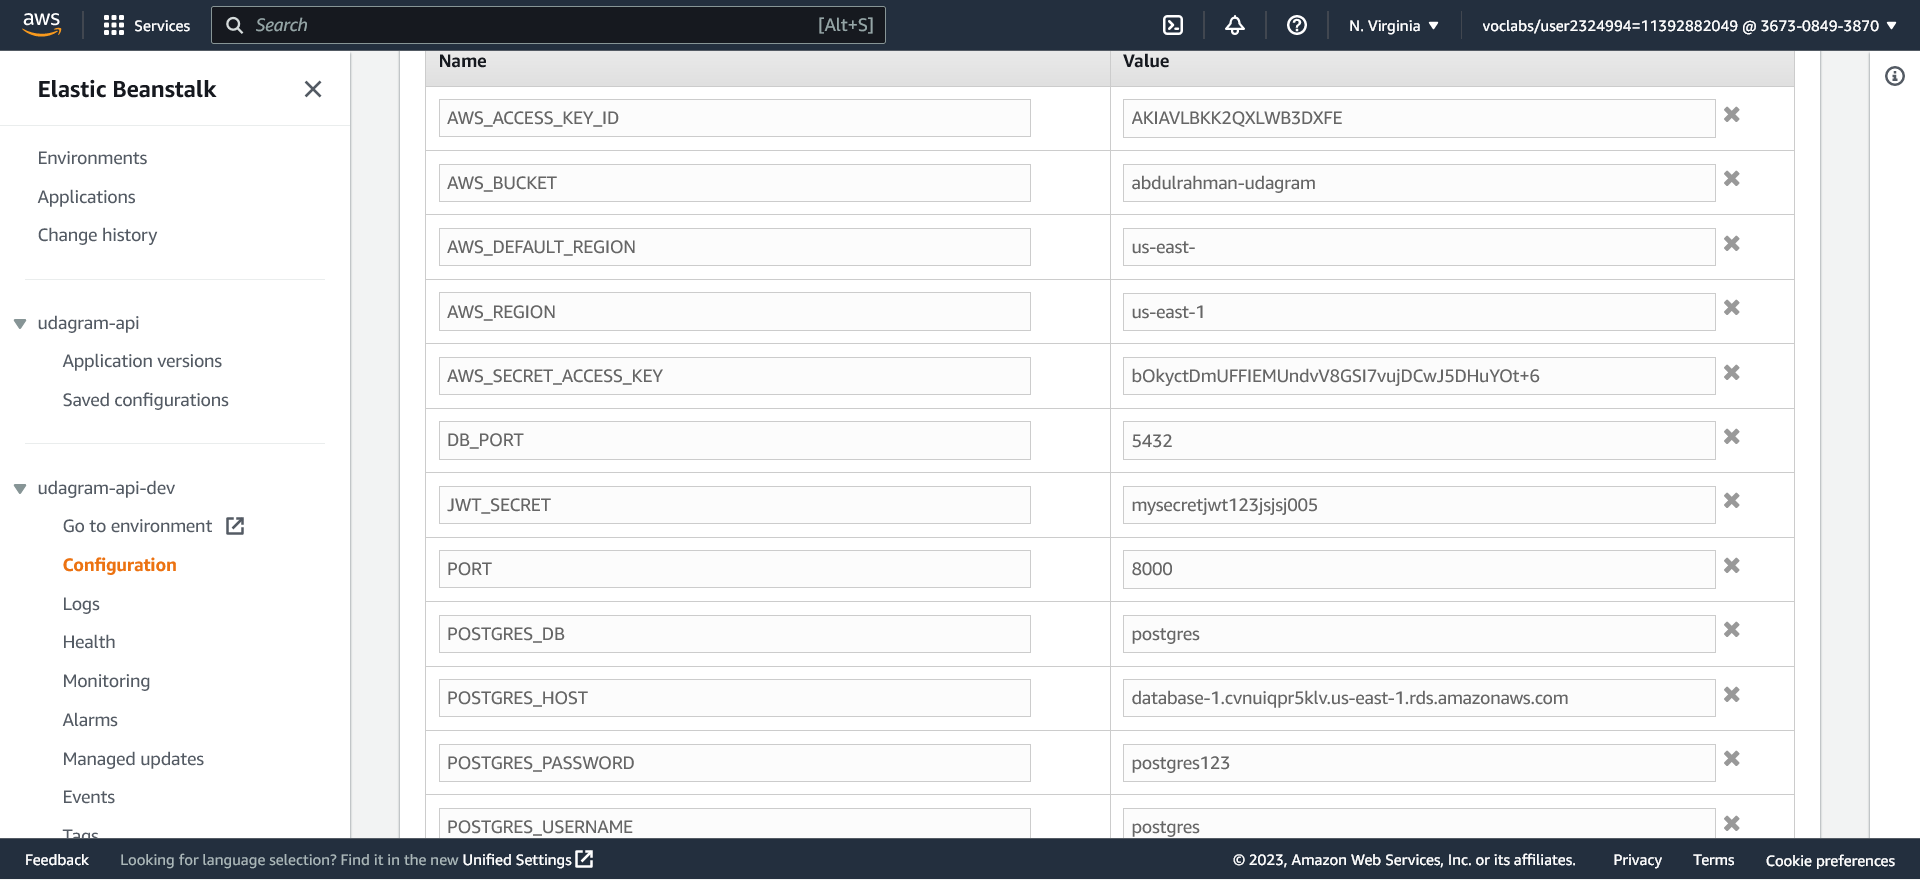 aws
Services
Search
[Alt+S]
N. Virginia
voclabs/user2324994=11392882049 @ 3673-0849-3870
Elastic Beanstalk
Environments
Applications
Change history
udagram-api
Application versions
Saved configurations
udagram-api-dev
Go to environment
Configuration
Logs
Health
Monitoring
Alarms
Managed updates
Events
Tags
Name Value
AWS_ACCESS_KEY_ID AKIAVLBKK2QXLWB3DXFE
AWS_BUCKET abdulrahman-udagram
AWS_DEFAULT_REGION us-east-
AWS_REGION us-east-1
AWS_SECRET_ACCESS_KEY bOkyctDmUFFIEMUndvV8GSI7vujDCwJ5DHuYOt+6
DB_PORT 5432
JWT_SECRET mysecretjwt123jsjsj005
PORT 8000
POSTGRES_DB postgres
POSTGRES_HOST database-1.cvnuiqpr5klv.us-east-1.rds.amazonaws.com
POSTGRES_PASSWORD postgres123
POSTGRES_USERNAME postgres
Feedback
Looking for language selection? Find it in the new Unified Settings
© 2023, Amazon Web Services, Inc. or its affiliates.
Privacy
Terms
Cookie preferences